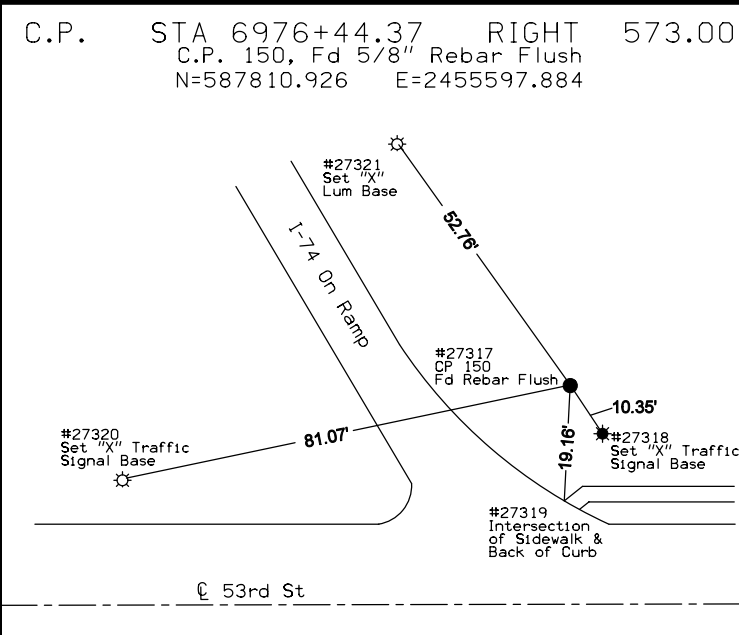 C.P. STA 6976+44.37 RIGHT 573.00
C.P. 150, Fd 5/8" Rebar Flush
N=587810.926 E=2455597.884
#27321
Set "X"
Lum Base
52.76'
I-74 On Ramp
#27317
CP 150
Fd Rebar Flush
10.35'
#27320
Set "X" Traffic
Signal Base
81.07'
19.16'
#27318
Set "X" Traffic
Signal Base
#27319
Intersection
of Sidewalk &
Back of Curb
℄ 53rd St